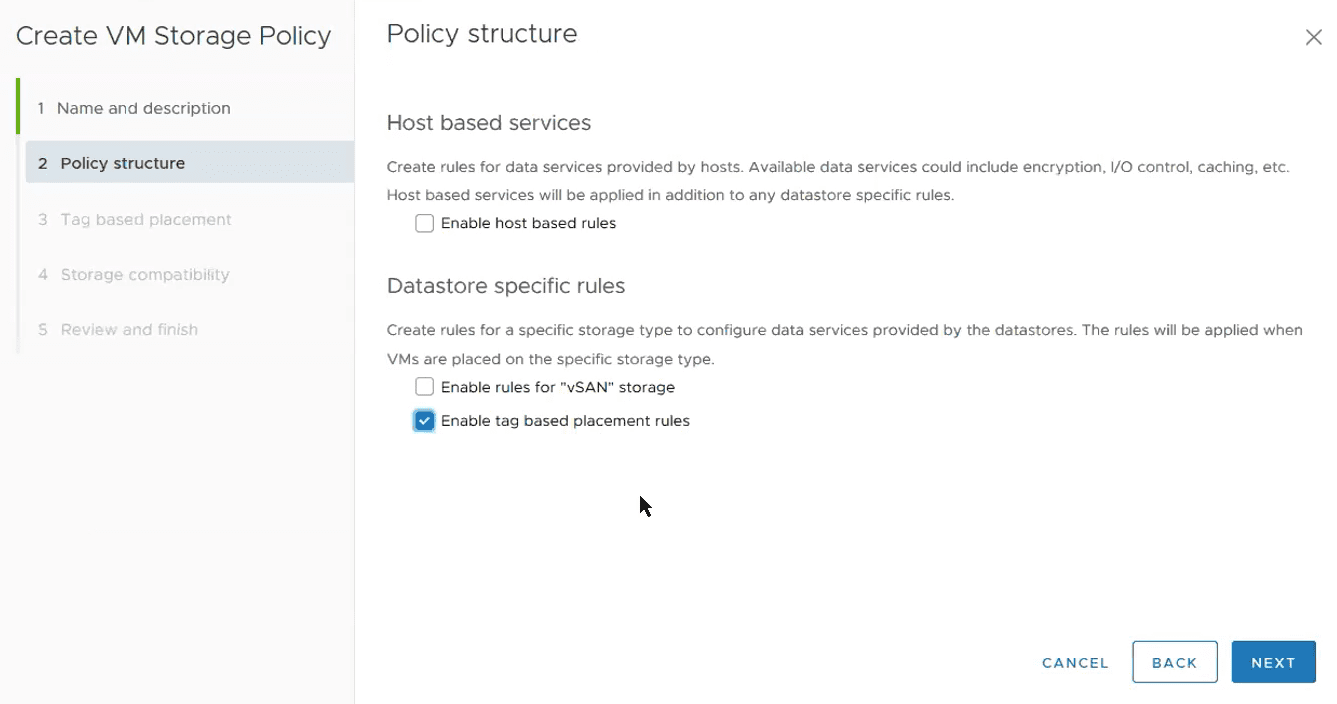 Create VM Storage Policy
1 Name and description
2 Policy structure
3 Tag based placement
4 Storage compatibility
5 Review and finish
Policy structure
Host based services
Create rules for data services provided by hosts. Available data services could include encryption, I/O control, caching, etc.
Host based services will be applied in addition to any datastore specific rules.
Enable host based rules
Datastore specific rules
Create rules for a specific storage type to configure data services provided by the datastores. The rules will be applied when
VMs are placed on the specific storage type.
Enable rules for "vSAN" storage
Enable tag based placement rules
CANCEL BACK NEXT